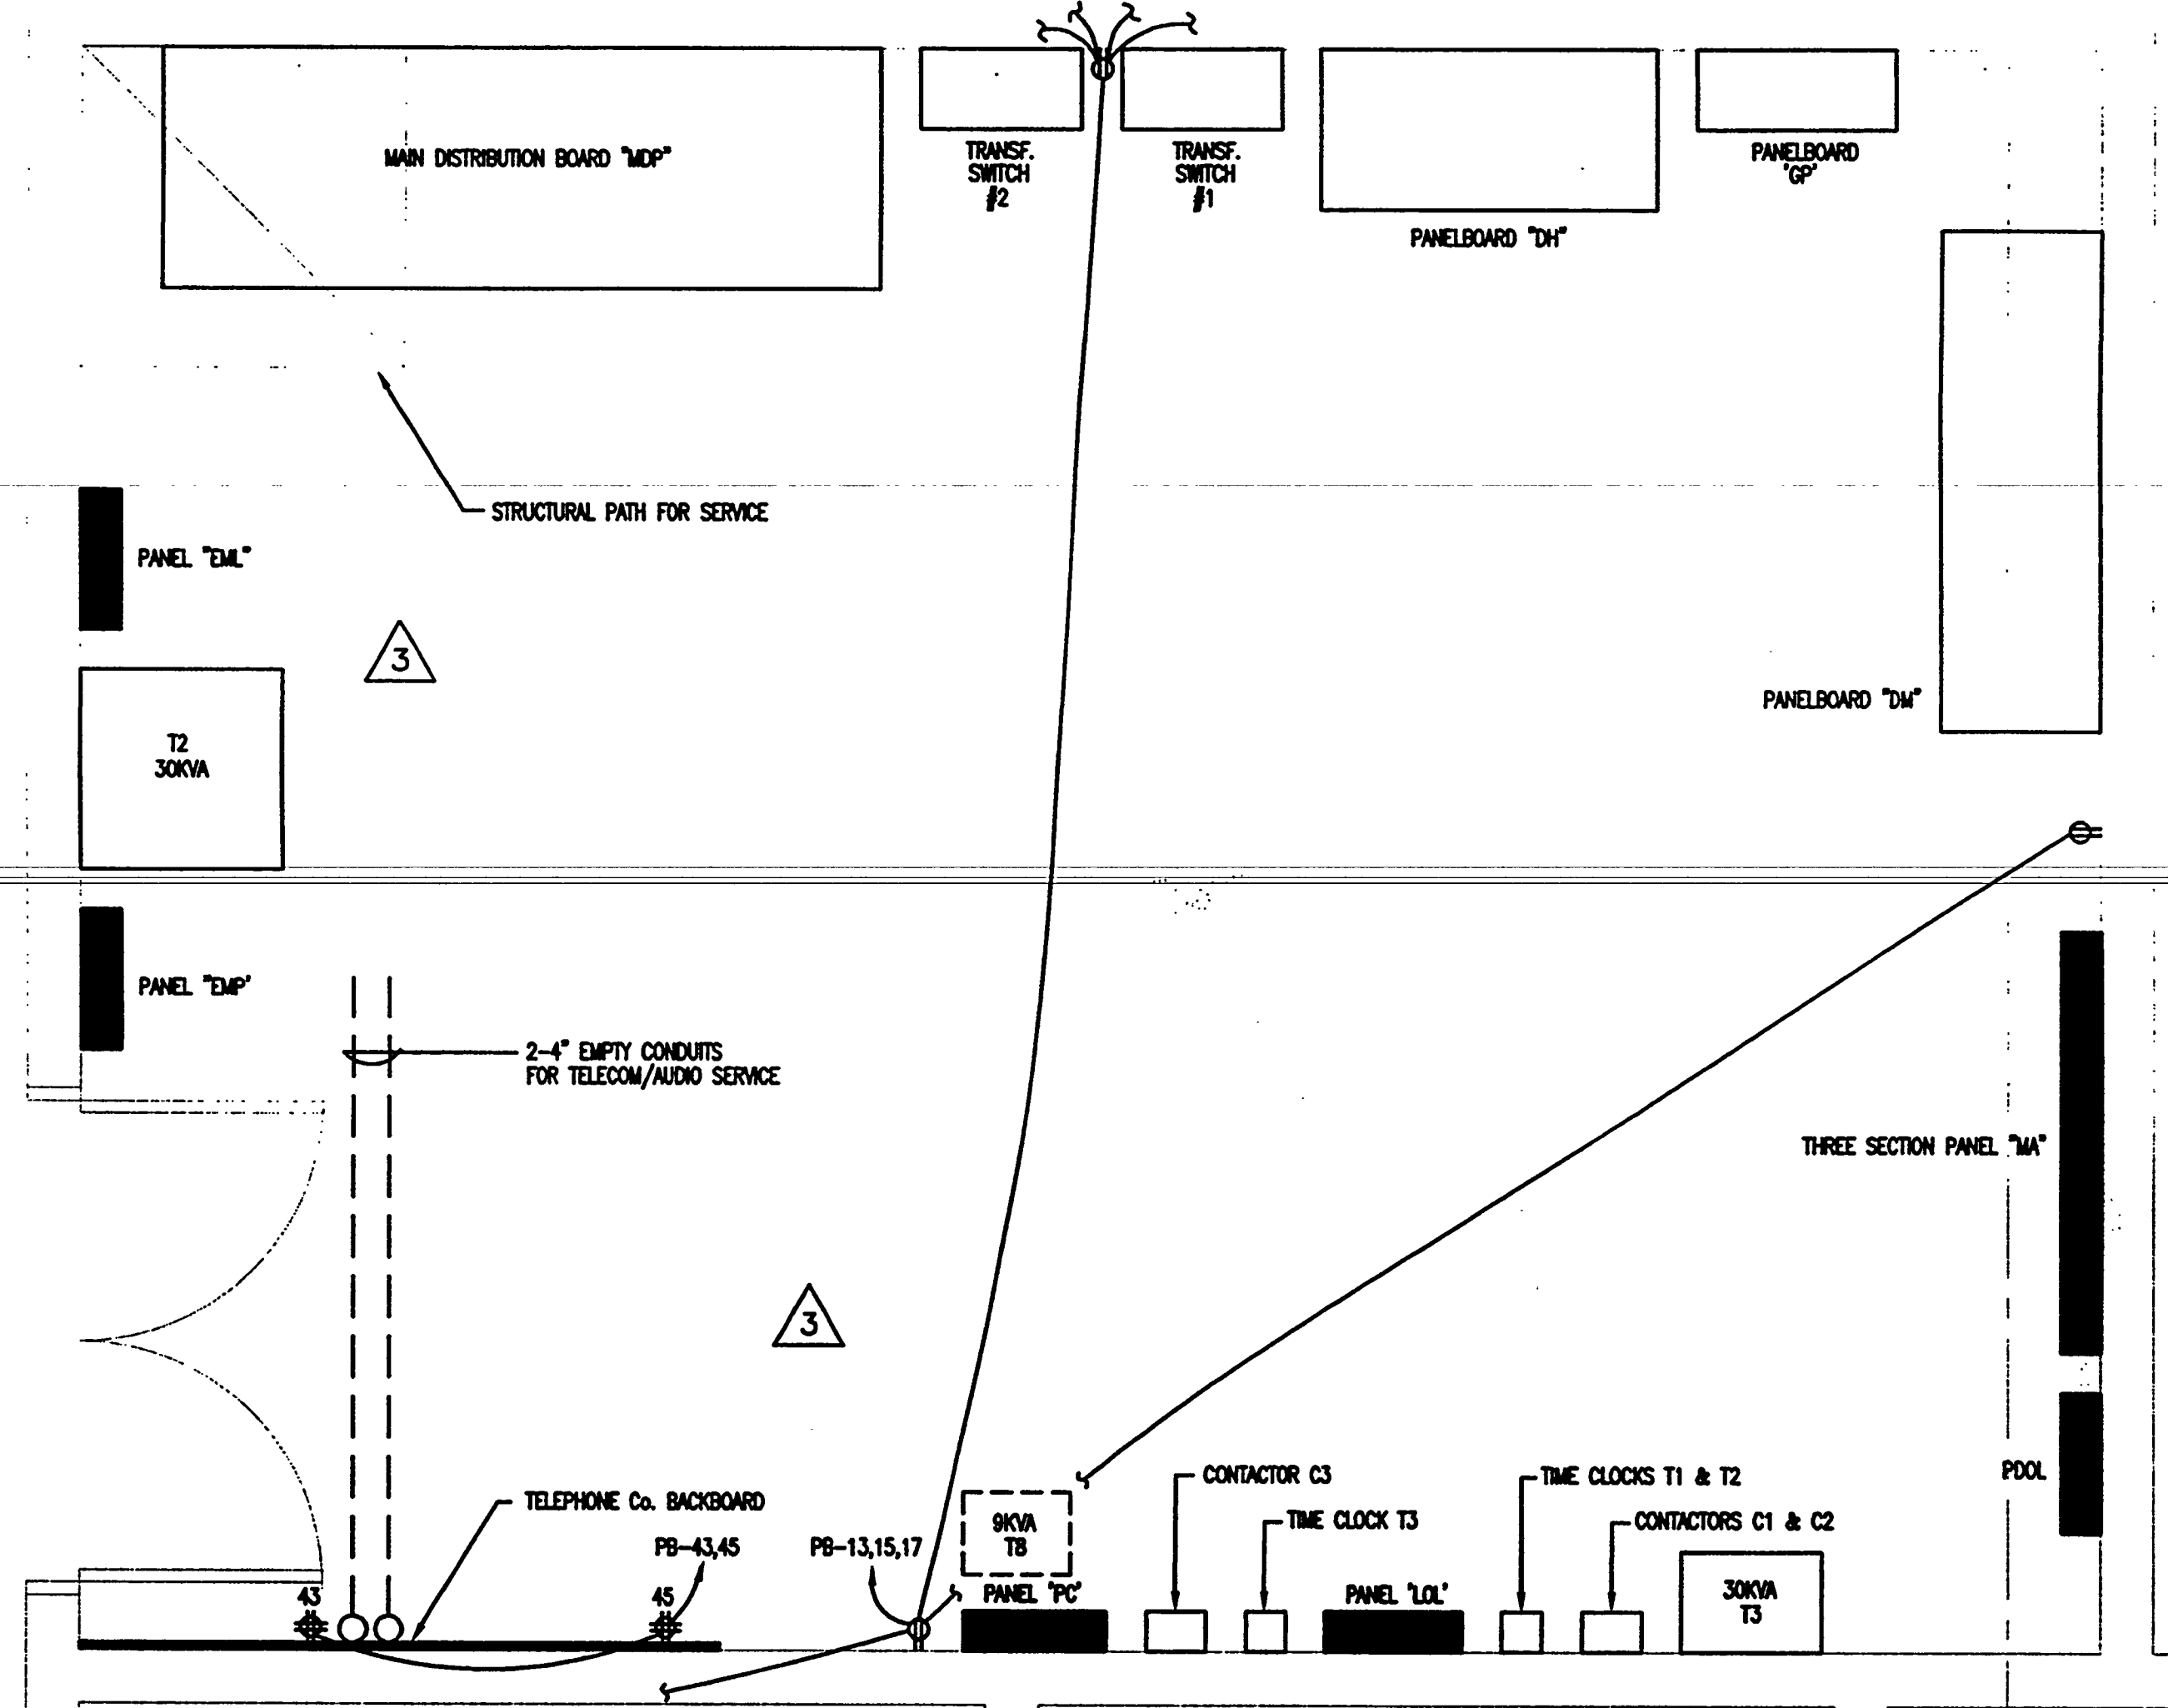 MAIN DISTRIBUTION BOARD "MDP"
TRANSF.
SWITCH
#2
TRANSF.
SWITCH
#1
PANELBOARD
'GP'
PANELBOARD "DH"
STRUCTURAL PATH FOR SERVICE
PANEL "EML"
3
PANELBOARD "DM"
T2
30KVA
PANEL "EMP'
2-4" EMPTY CONDUITS
FOR TELECOM/AUDIO SERVICE
THREE SECTION PANEL "MA"
3
PDOL
TELEPHONE Co. BACKBOARD
CONTACTOR C3
TIME CLOCKS T1 & T2
TIME CLOCK T3
CONTACTORS C1 & C2
9KVA
T8
PB-43,45
PB-13,15,17
PANEL 'PC'
PANEL 'LOL'
30KVA
T3
43
45